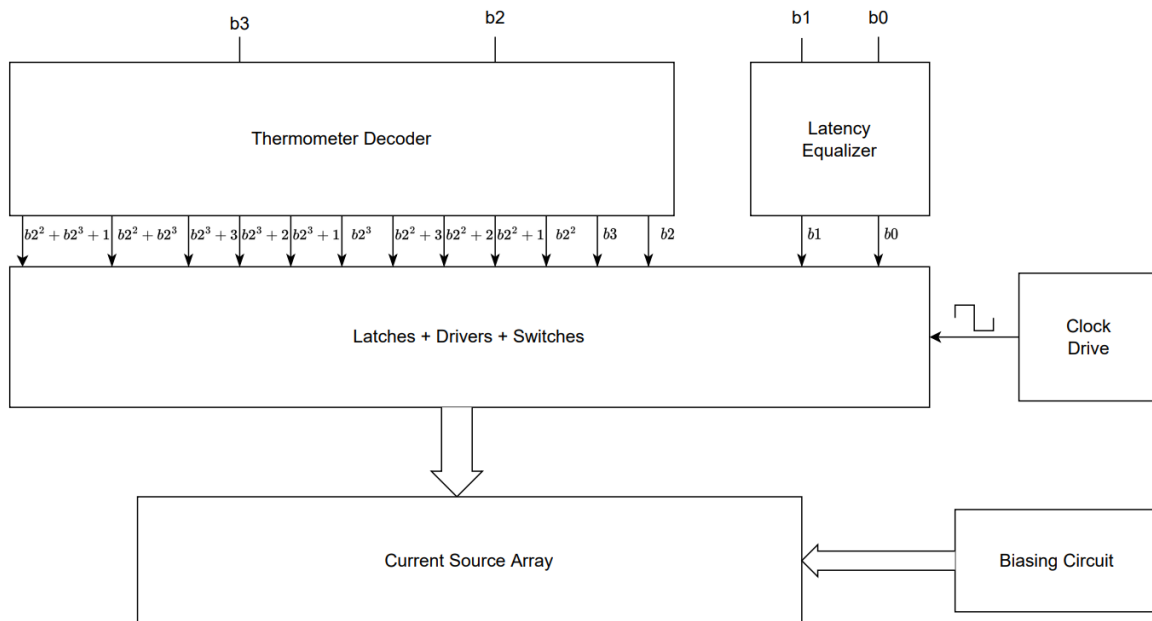 b3
b2
b1
b0
Thermometer Decoder
Latency
Equalizer
b2² + b2³ + 1
b2² + b2³
b2³ + 3
b2³ + 2
b2³ + 1
b2³
b2² + 3
b2² + 2
b2² + 1
b2²
b3
b2
b1
b0
Latches + Drivers + Switches
Clock
Drive
Current Source Array
Biasing Circuit